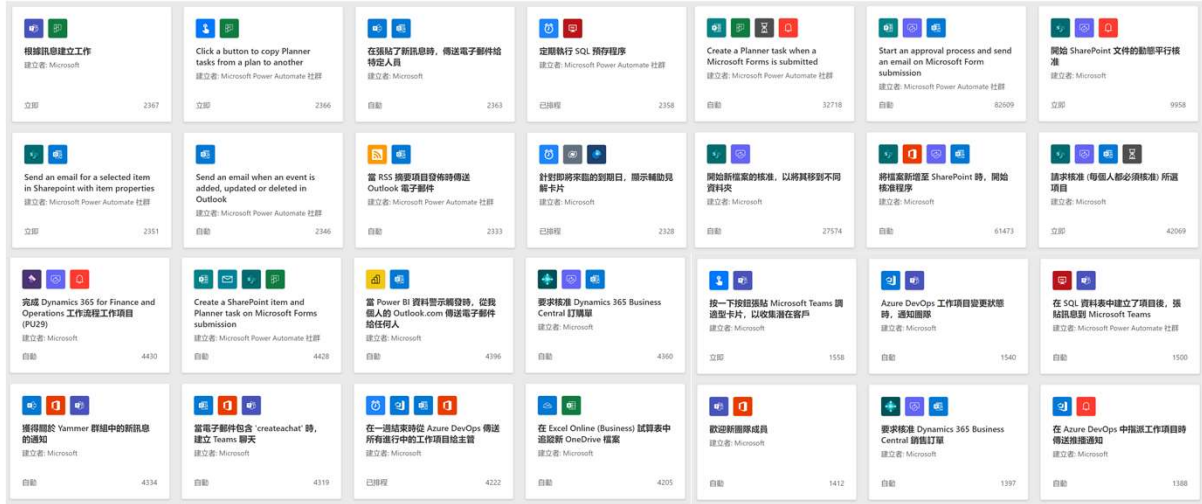 根據訊息建立工作
建立者: Microsoft
立即 2367
Click a button to copy Planner
tasks from a plan to another
建立者: Microsoft Power Automate 社群
立即 2366
在張貼了新訊息時，傳送電子郵件給
特定人員
建立者: Microsoft
自動 2363
定期執行 SQL 預存程序
建立者: Microsoft Power Automate 社群
已排程 2358
Create a Planner task when a
Microsoft Forms is submitted
建立者: Microsoft Power Automate 社群
自動 32718
Start an approval process and send
an email on Microsoft Form
submission
建立者: Microsoft Power Automate 社群
自動 82609
開始 SharePoint 文件的動態平行核
准
建立者: Microsoft
立即 9958
Send an email for a selected item
in Sharepoint with item properties
建立者: Microsoft Power Automate 社群
立即 2351
Send an email when an event is
added, updated or deleted in
Outlook
建立者: Microsoft Power Automate 社群
自動 2346
當 RSS 摘要項目發佈時傳送
Outlook 電子郵件
建立者: Microsoft
自動 2333
針對即將來臨的到期日，顯示輔助見
解卡片
建立者: Microsoft
已排程 2328
開始新檔案的核准，以將其移到不同
資料夾
建立者: Microsoft
自動 27574
將檔案新增至 SharePoint 時，開始
核准程序
建立者: Microsoft
自動 61473
請求核准 (每個人都必須核准) 所選
項目
建立者: Microsoft
立即 42069
完成 Dynamics 365 for Finance and
Operations 工作流程工作項目
(PU29)
建立者: Microsoft
自動 4430
Create a SharePoint item and
Planner task on Microsoft Forms
submission
建立者: Microsoft Power Automate 社群
自動 4428
當 Power BI 資料警示觸發時，從我
個人的 Outlook.com 傳送電子郵件
給任何人
建立者: Microsoft
自動 4396
要求核准 Dynamics 365 Business
Central 訂購單
建立者: Microsoft
自動 4360
按一下按鈕張貼 Microsoft Teams 調
適型卡片，以收集潛在客戶
建立者: Microsoft
立即 1558
Azure DevOps 工作項目變更狀態
時，通知團隊
建立者: Microsoft
自動 1540
在 SQL 資料表中建立了項目後，張
貼訊息到 Microsoft Teams
建立者: Microsoft Power Automate 社群
自動 1500
獲得關於 Yammer 群組中的新訊息
的通知
建立者: Microsoft
自動 4334
當電子郵件包含 'createachat' 時，
建立 Teams 聊天
建立者: Microsoft
自動 4319
在一週結束時從 Azure DevOps 傳送
所有進行中的工作項目給主管
建立者: Microsoft
已排程 4222
在 Excel Online (Business) 試算表中
追蹤新 OneDrive 檔案
建立者: Microsoft
自動 4205
歡迎新團隊成員
建立者: Microsoft
自動 1412
要求核准 Dynamics 365 Business
Central 銷售訂單
建立者: Microsoft
自動 1397
在 Azure DevOps 中指派工作項目時
傳送推播通知
建立者: Microsoft
自動 1388